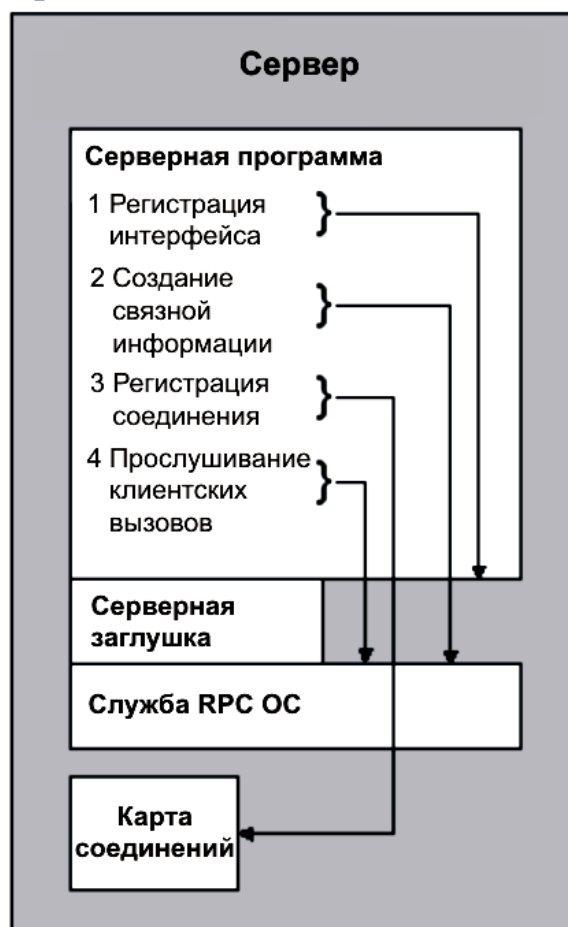 Сервер
Серверная программа
1 Регистрация
интерфейса
2 Создание
связной
информации
3 Регистрация
соединения
4 Прослушивание
клиентских
вызовов
Серверная
заглушка
Служба RPC ОС
Карта
соединений